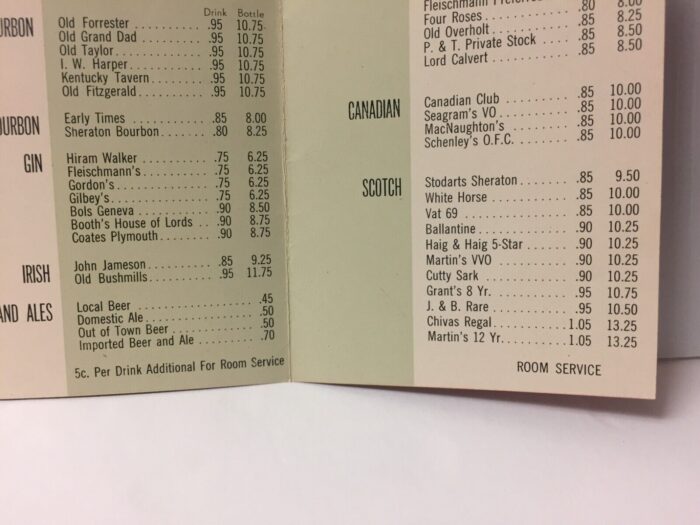 URBON
Drink Bottle
Old Forrester .95 10.75
Old Grand Dad .95 10.75
Old Taylor .95 10.75
I. W. Harper .95 10.75
Kentucky Tavern .95 10.75
Old Fitzgerald .95 10.75
OURBON
Early Times .85 8.00
Sheraton Bourbon .80 8.25
GIN
Hiram Walker .75 6.25
Fleischmann's .75 6.25
Gordon's .75 6.25
Gilbey's .75 6.25
Bols Geneva .90 8.50
Booth's House of Lords .90 8.75
Coates Plymouth .90 8.75
IRISH
John Jameson .85 9.25
Old Bushmills .95 11.75
AND ALES
Local Beer .45
Domestic Ale .50
Out of Town Beer .50
Imported Beer and Ale .70
5c. Per Drink Additional For Room Service
Fleischmann Preferred .80 8.00
Four Roses .85 8.25
Old Overholt .85 8.50
P. & T. Private Stock .85 8.50
Lord Calvert
CANADIAN
Canadian Club .85 10.00
Seagram's VO .85 10.00
MacNaughton's .85 10.00
Schenley's O.F.C. .85 10.00
SCOTCH
Stodarts Sheraton .85 9.50
White Horse .85 10.00
Vat 69 .85 10.00
Ballantine .90 10.25
Haig & Haig 5-Star .90 10.25
Martin's VVO .90 10.25
Cutty Sark .90 10.25
Grant's 8 Yr. .95 10.75
J. & B. Rare .95 10.50
Chivas Regal 1.05 13.25
Martin's 12 Yr. 1.05 13.25
ROOM SERVICE